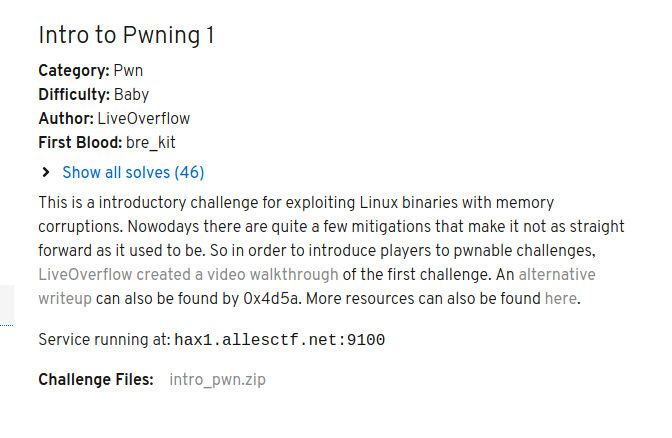 Intro to Pwning 1
Category: Pwn
Difficulty: Baby
Author: LiveOverflow
First Blood: bre_kit
Show all solves (46)
This is a introductory challenge for exploiting Linux binaries with memory
corruptions. Nowodays there are quite a few mitigations that make it not as straight
forward as it used to be. So in order to introduce players to pwnable challenges,
LiveOverflow created a video walkthrough of the first challenge. An alternative
writeup can also be found by 0x4d5a. More resources can also be found here.
Service running at: hax1.allesctf.net:9100
Challenge Files: intro_pwn.zip